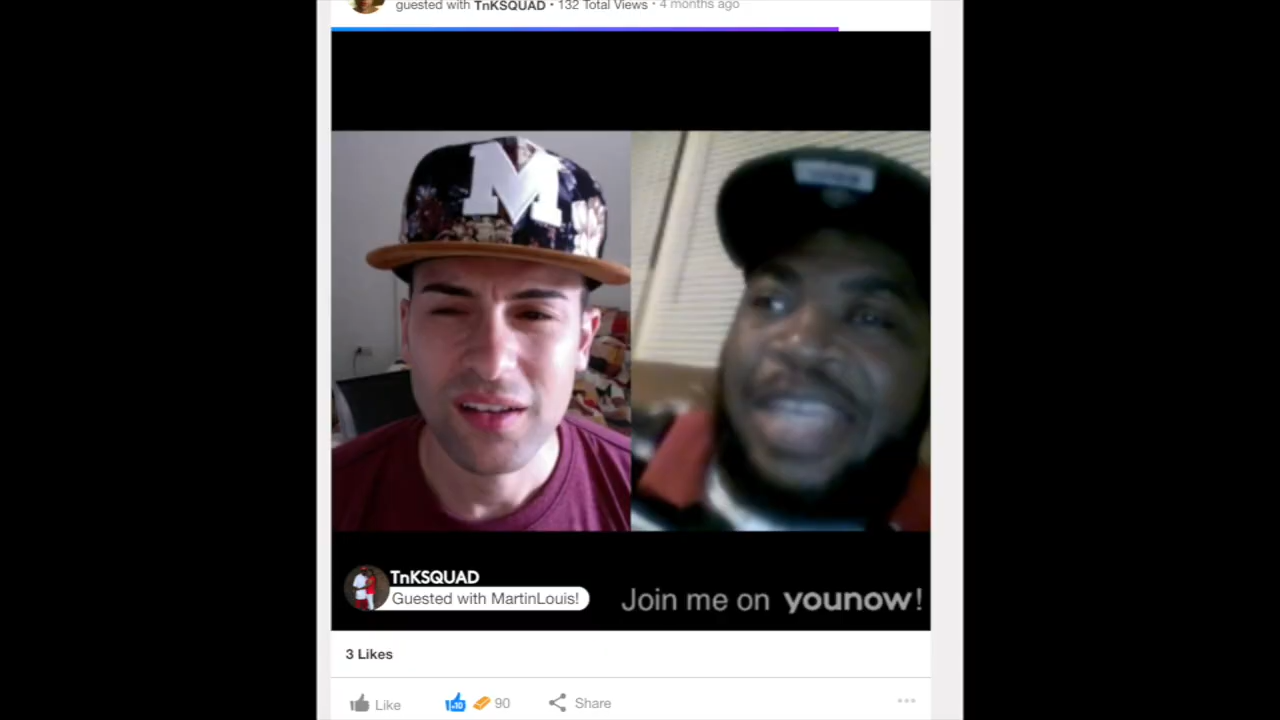 guested with TnKSQUAD • 132 Total Views • 4 months ago
M
TnKSQUAD
Guested with MartinLouis!
Join me on younow!
3 Likes
Like
+10
90
Share